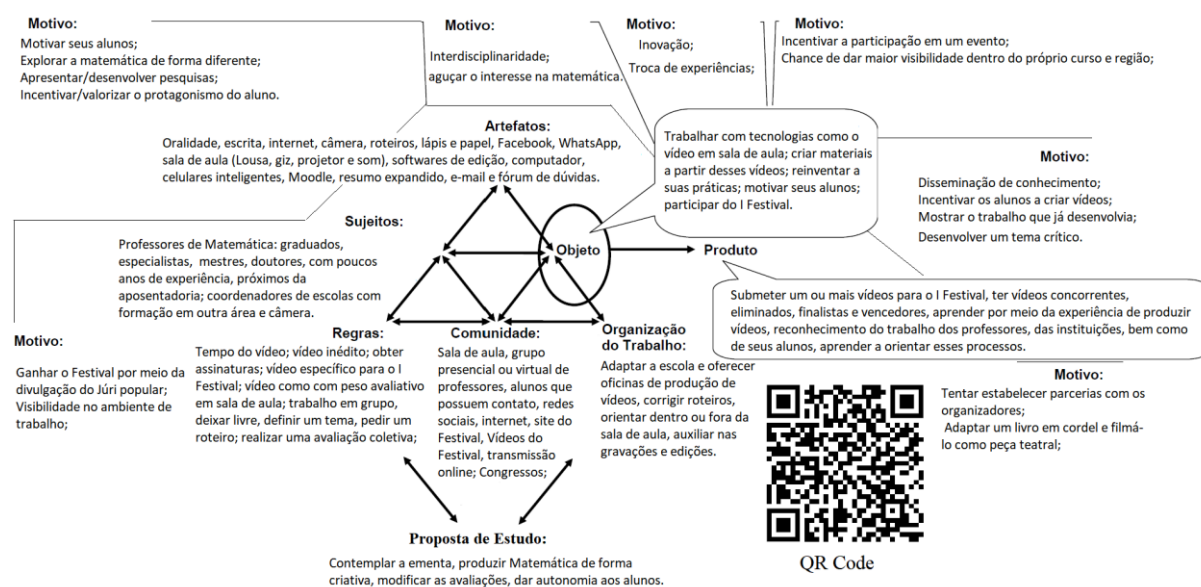 Motivo:
Motivar seus alunos;
Explorar a matemática de forma diferente;
Apresentar/desenvolver pesquisas;
Incentivar/valorizar o protagonismo do aluno.
Motivo:
Interdisciplinaridade;
aguçar o interesse na matemática.
Motivo:
Inovação;
Troca de experiências;
Motivo:
Incentivar a participação em um evento;
Chance de dar maior visibilidade dentro do próprio curso e região;
Artefatos:
Oralidade, escrita, internet, câmera, roteiros, lápis e papel, Facebook, WhatsApp,
sala de aula (Lousa, giz, projetor e som), softwares de edição, computador,
celulares inteligentes, Moodle, resumo expandido, e-mail e fórum de dúvidas.
Trabalhar com tecnologias como o
vídeo em sala de aula; criar materiais
a partir desses vídeos; reinventar a
suas práticas; motivar seus alunos;
participar do I Festival.
Motivo:
Disseminação de conhecimento;
Incentivar os alunos a criar vídeos;
Mostrar o trabalho que já desenvolvia;
Desenvolver um tema crítico.
Sujeitos:
Professores de Matemática: graduados,
especialistas, mestres, doutores, com poucos
anos de experiência, próximos da
aposentadoria; coordenadores de escolas com
formação em outra área e câmera.
Objeto
Produto
Submeter um ou mais vídeos para o I Festival, ter vídeos concorrentes,
eliminados, finalistas e vencedores, aprender por meio da experiência de produzir
vídeos, reconhecimento do trabalho dos professores, das instituições, bem como
de seus alunos, aprender a orientar esses processos.
Motivo:
Ganhar o Festival por meio da
divulgação do Júri popular;
Visibilidade no ambiente de
trabalho;
Regras:
Tempo do vídeo; vídeo inédito; obter
assinaturas; vídeo específico para o I
Festival; vídeo como com peso avaliativo
em sala de aula; trabalho em grupo,
deixar livre, definir um tema, pedir um
roteiro; realizar uma avaliação coletiva;
Comunidade:
Sala de aula, grupo
presencial ou virtual de
professores, alunos que
possuem contato, redes
sociais, internet, site do
Festival, Vídeos do
Festival, transmissão
online; Congressos;
Organização
do Trabalho:
Adaptar a escola e oferecer
oficinas de produção de
vídeos, corrigir roteiros,
orientar dentro ou fora da
sala de aula, auxiliar nas
gravações e edições.
Motivo:
Tentar estabelecer parcerias com os
organizadores;
Adaptar um livro em cordel e filmá-
lo como peça teatral;
Proposta de Estudo:
Contemplar a ementa, produzir Matemática de forma
criativa, modificar as avaliações, dar autonomia aos alunos.
QR Code